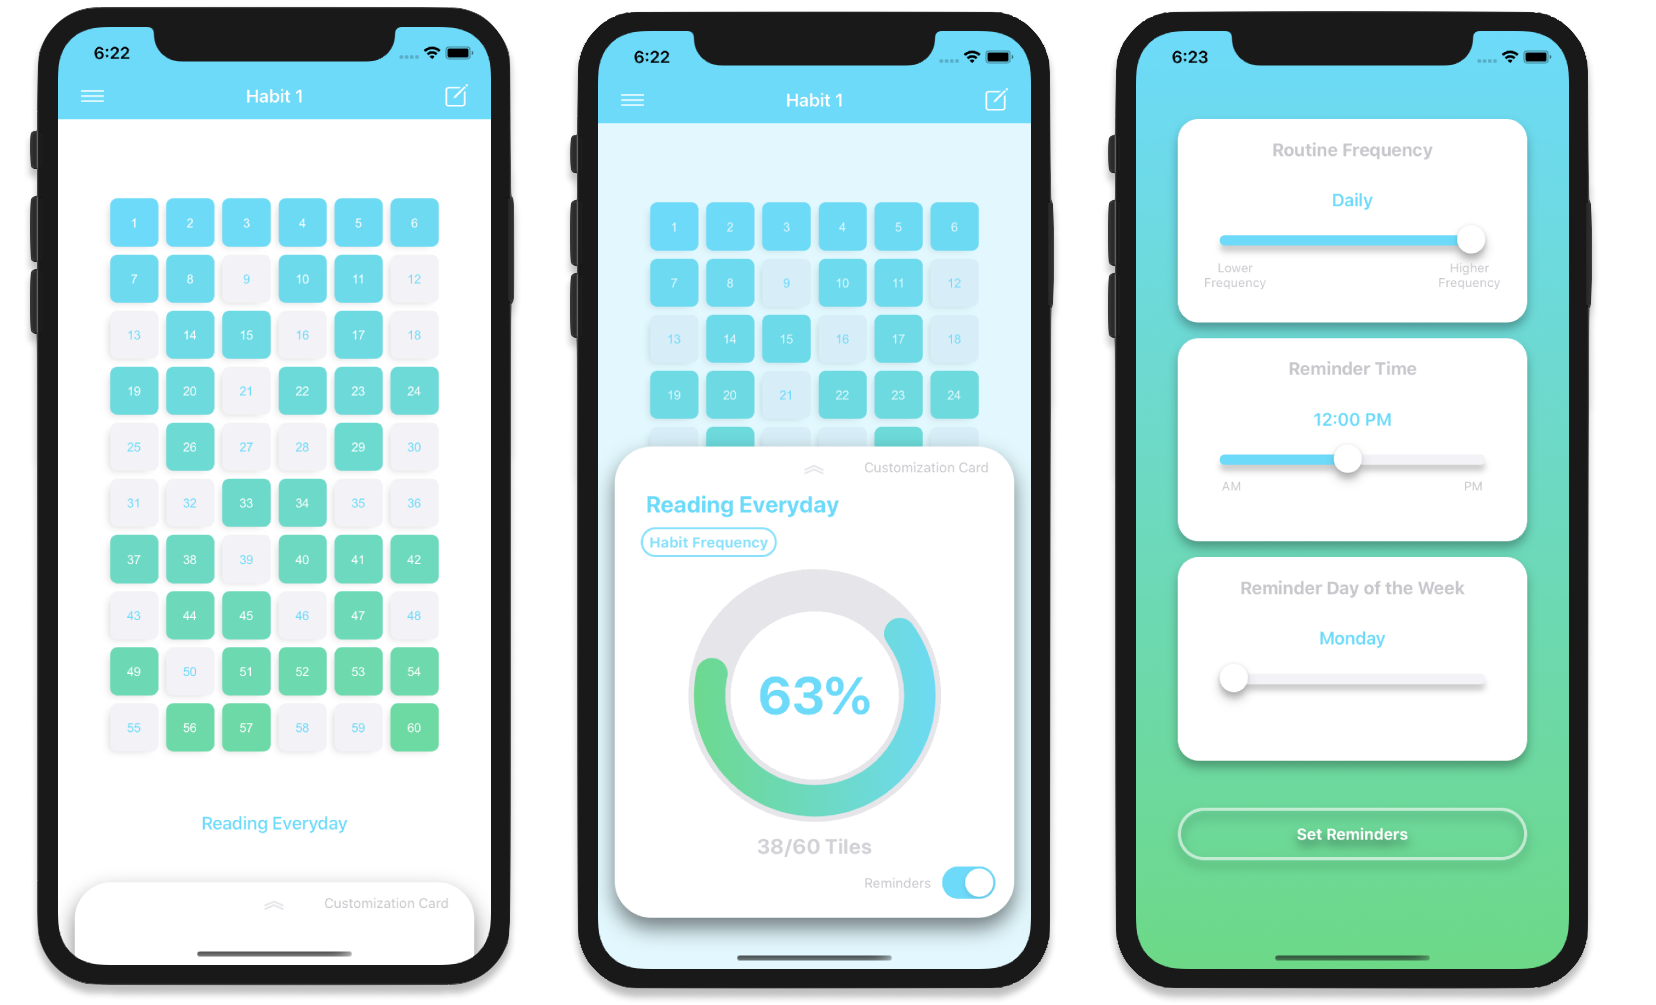 6:22
Habit 1
1 2 3 4 5 6
7 8 9 10 11 12
13 14 15 16 17 18
19 20 21 22 23 24
25 26 27 28 29 30
31 32 33 34 35 36
37 38 39 40 41 42
43 44 45 46 47 48
49 50 51 52 53 54
55 56 57 58 59 60
Reading Everyday
Customization Card
6:22
Habit 1
1 2 3 4 5 6
7 8 9 10 11 12
13 14 15 16 17 18
19 20 21 22 23 24
Customization Card
Reading Everyday
Habit Frequency
63%
38/60 Tiles
Reminders
6:23
Routine Frequency
Daily
Lower Frequency
Higher Frequency
Reminder Time
12:00 PM
AM PM
Reminder Day of the Week
Monday
Set Reminders